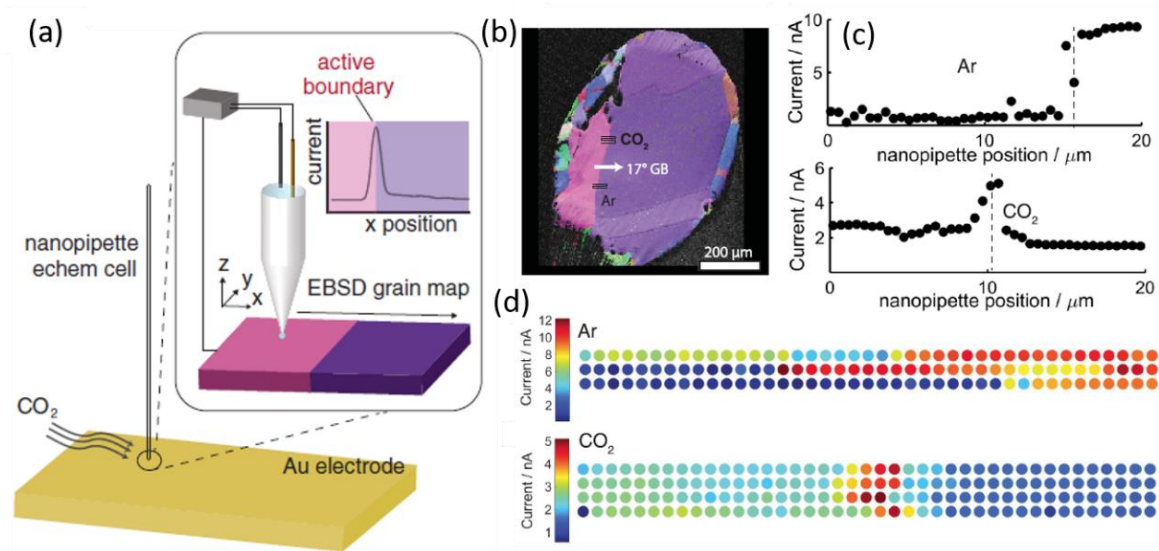 (a)
active
boundary
current
x position
nanopipette
echem cell
z
y
x
EBSD grain map
CO2
Au electrode
(b)
CO2
17° GB
Ar
200 μm
(c)
Current / nA
10
5
Ar
0
10
20
nanopipette position / μm
Current / nA
6
4
2
CO2
0
10
20
nanopipette position / μm
(d)
Ar
Current / nA
12
10
8
6
4
2
CO2
Current / nA
5
4
3
2
1